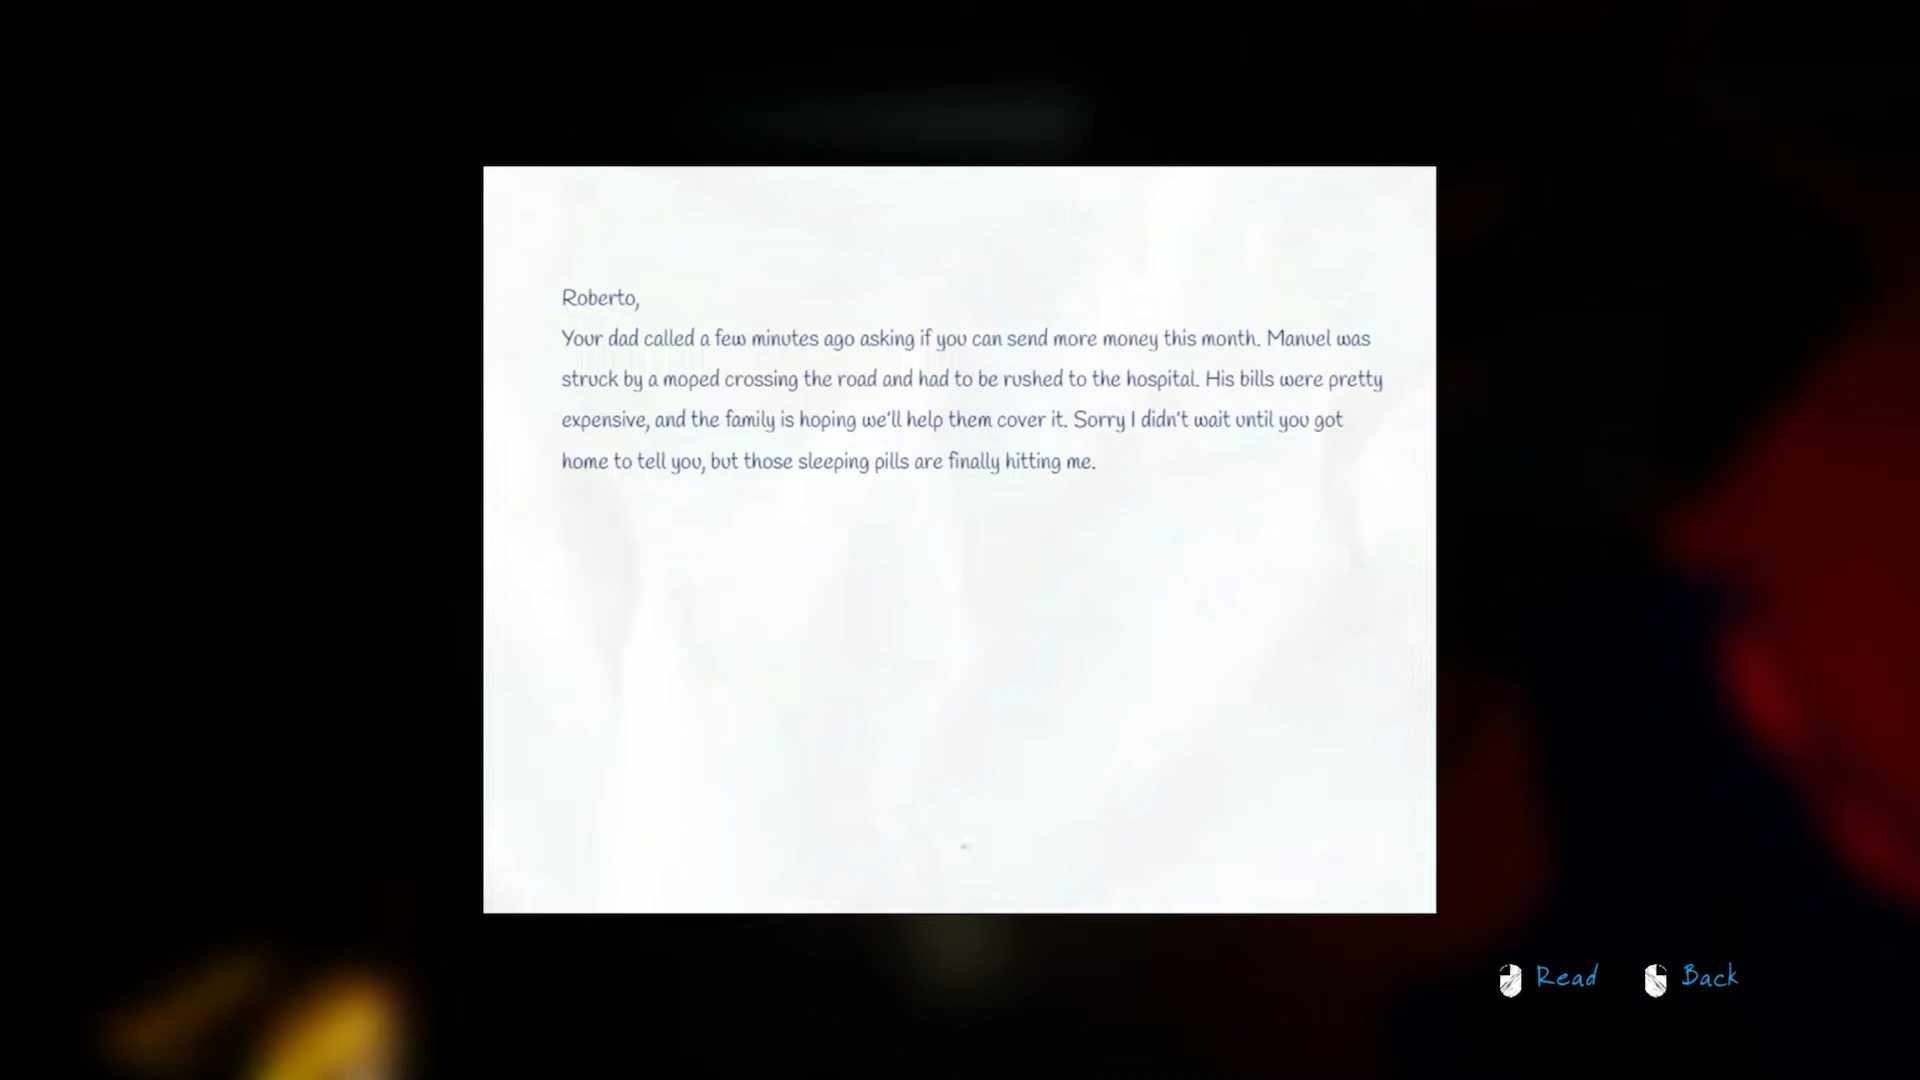 Roberto,
Your dad called a few minutes ago asking if you can send more money this month. Manuel was
struck by a moped crossing the road and had to be rushed to the hospital. His bills were pretty
expensive, and the family is hoping we'll help them cover it. Sorry I didn't wait until you got
home to tell you, but those sleeping pills are finally hitting me.
Read Back